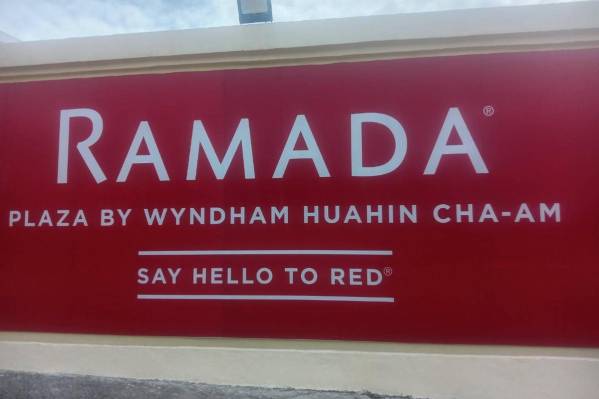 RAMADA®
PLAZA BY WYNDHAM HUAHIN CHA-AM
SAY HELLO TO RED®